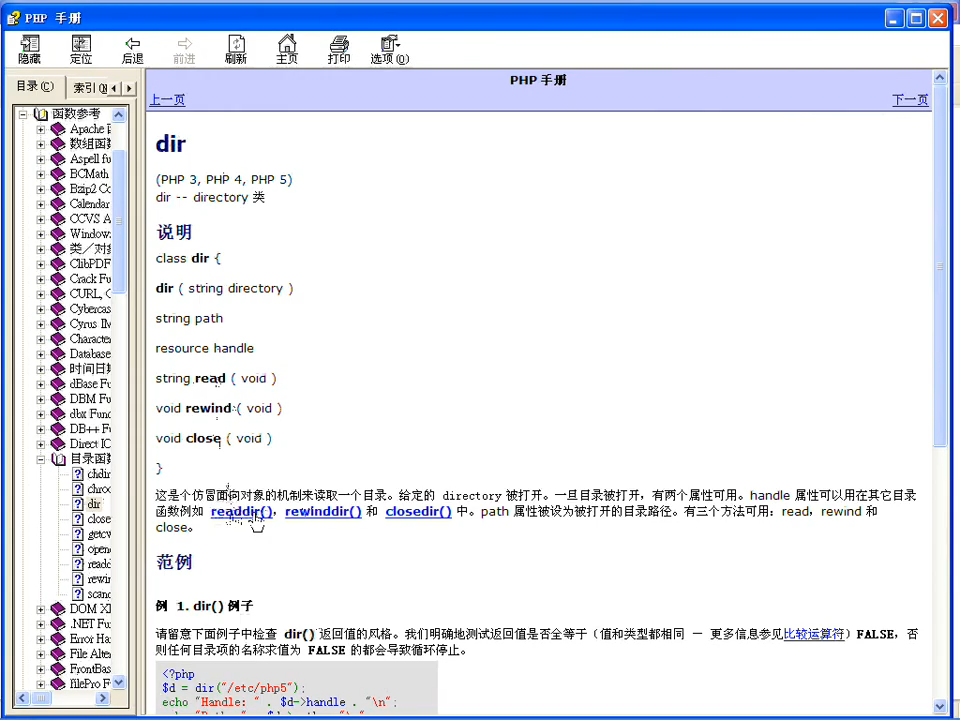 PHP 手册
隐藏 定位 后退 前进 刷新 主页 打印 选项(O)
目录(C) 索引(N
函数参考
Apache
数组函数
Aspell fu
BCMath
Bzip2 Co
Calendar
CCVS A
Window
类/对象
ClibPDF
Crack Fu
CURL, C
Cybercas
Cyrus IM
Character
Database
时间日期
dBase Fu
DBM Fu
dbx Func
DB++ Fu
Direct IO
目录函数
chdir
chroo
dir
close
getcv
open
readd
rewin
scand
DOM XI
.NET Fu
Error Ha
File Alter
FrontBas
filePro F
PHP 手册
上一页 下一页
dir
(PHP 3, PHP 4, PHP 5)
dir -- directory 类
说明
class dir {
dir ( string directory )
string path
resource handle
string read ( void )
void rewind ( void )
void close ( void )
}
这是个仿冒面向对象的机制来读取一个目录。给定的 directory 被打开。一旦目录被打开，有两个属性可用。handle 属性可以用在其它目录
函数例如 readdir()，rewinddir() 和 closedir() 中。path 属性被设为被打开的目录路径。有三个方法可用：read，rewind 和
close。
范例
例 1. dir() 例子
请留意下面例子中检查 dir() 返回值的风格。我们明确地测试返回值是否全等于（值和类型都相同 — 更多信息参见比较运算符）FALSE，否
则任何目录项的名称求值为 FALSE 的都会导致循环停止。
<?php
$d = dir("/etc/php5");
echo "Handle: " . $d->handle . "\n";